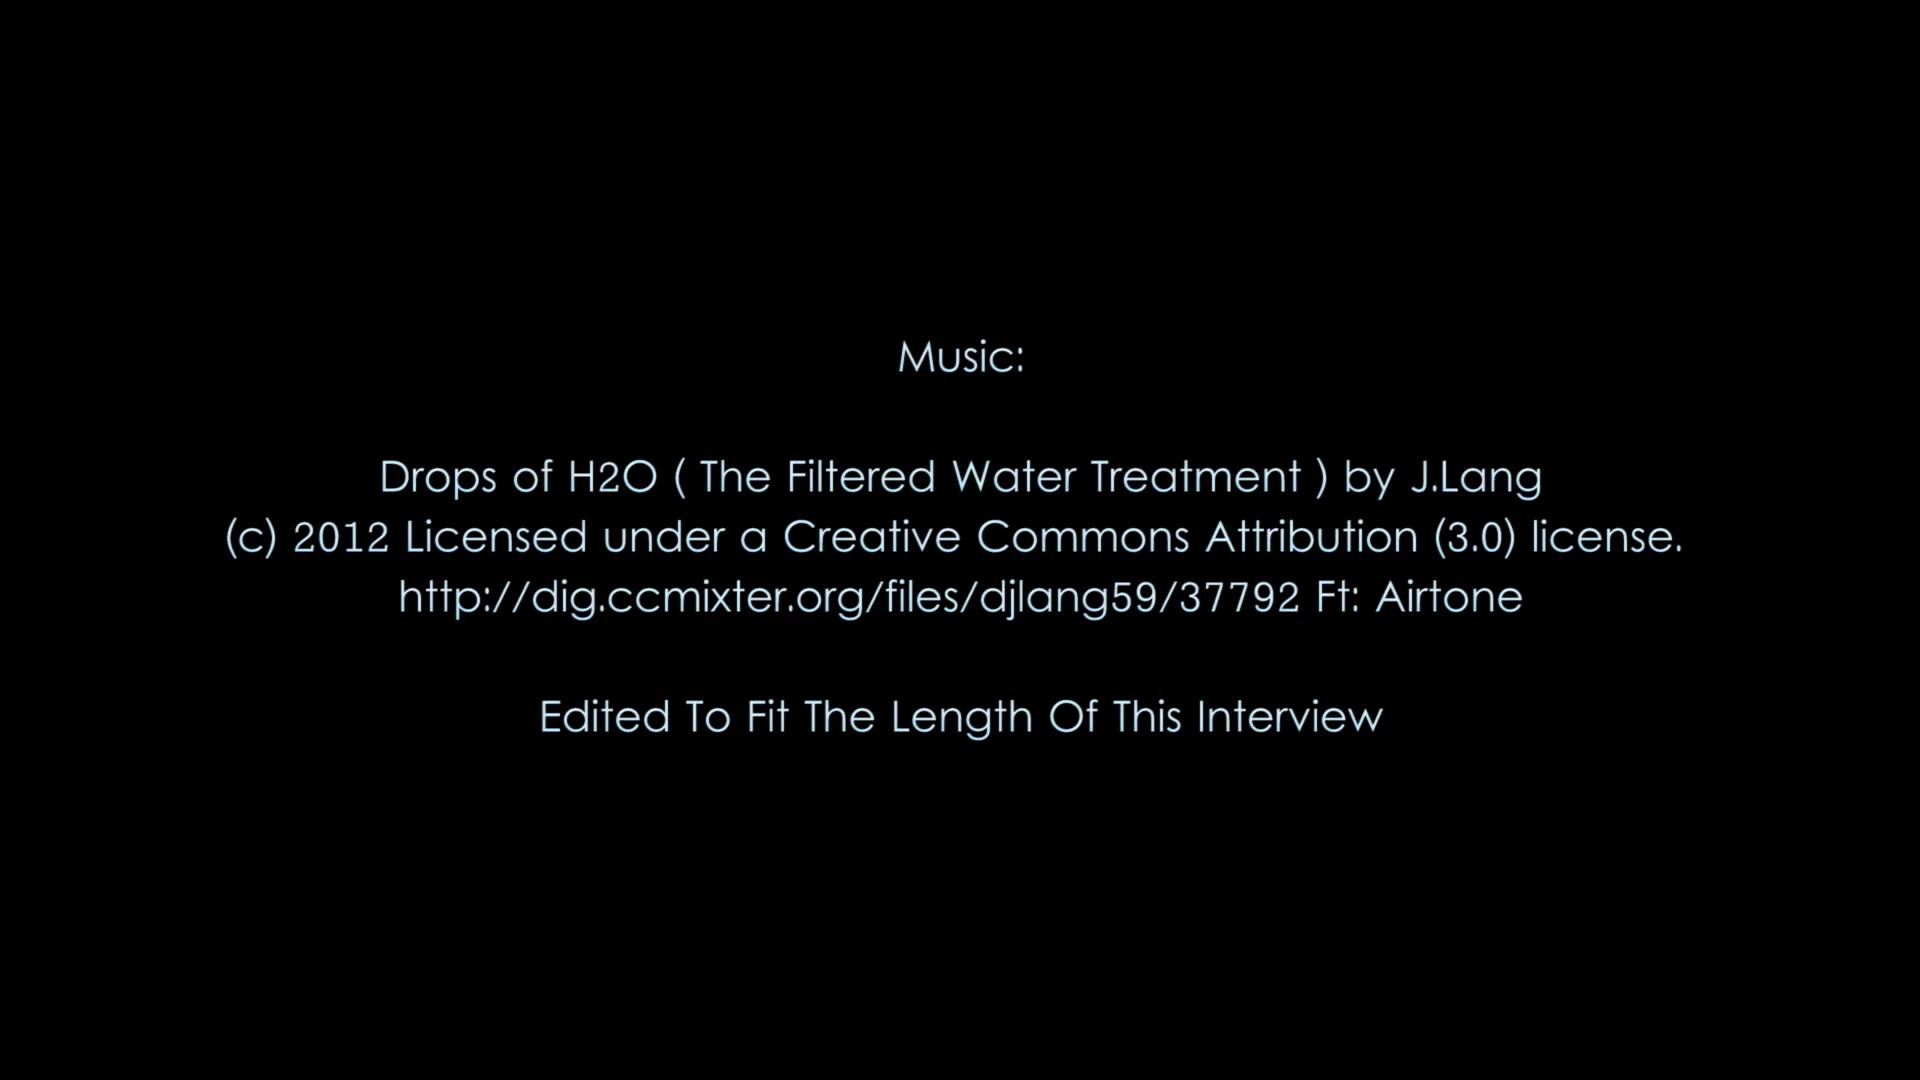 Music:
Drops of H2O ( The Filtered Water Treatment ) by J.Lang
(c) 2012 Licensed under a Creative Commons Attribution (3.0) license.
http://dig.ccmixter.org/files/djlang59/37792 Ft: Airtone
Edited To Fit The Length Of This Interview